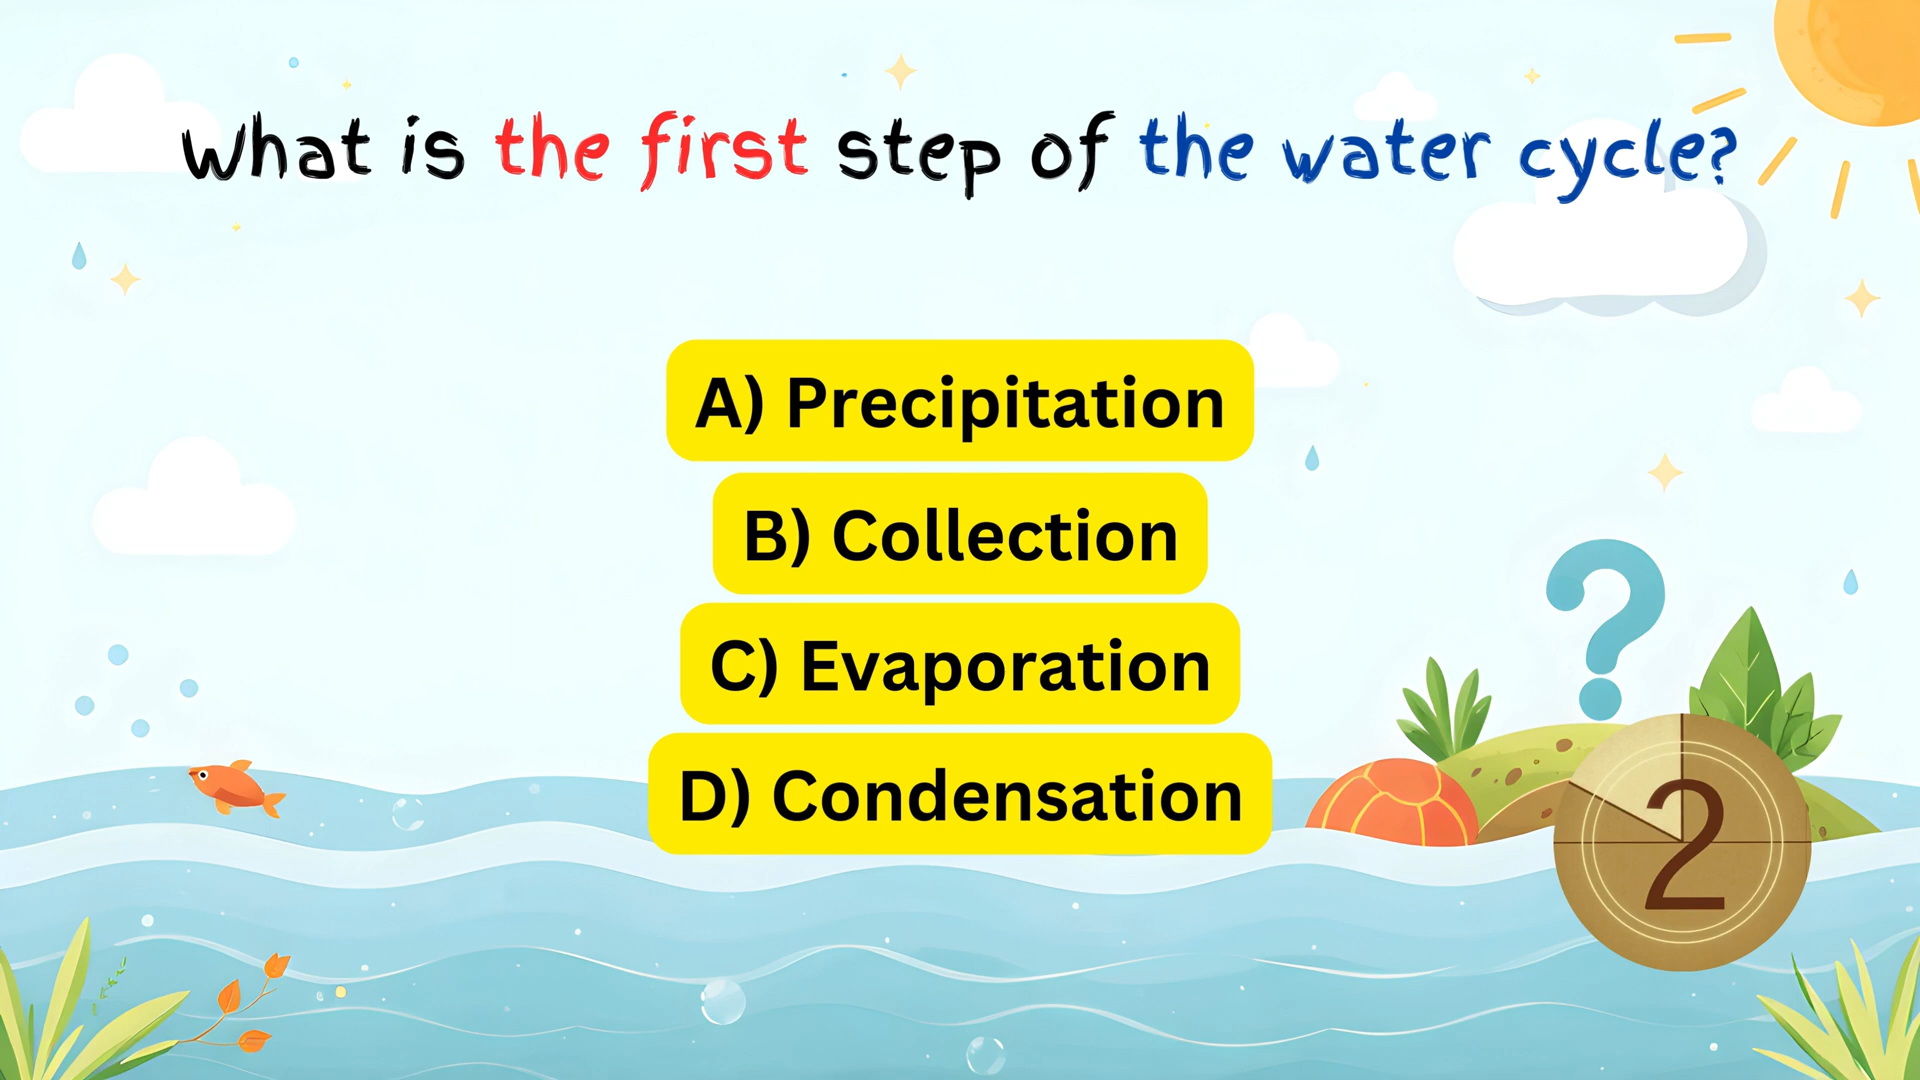 What is the first step of the water cycle?
A) Precipitation
B) Collection
C) Evaporation
D) Condensation
?
2